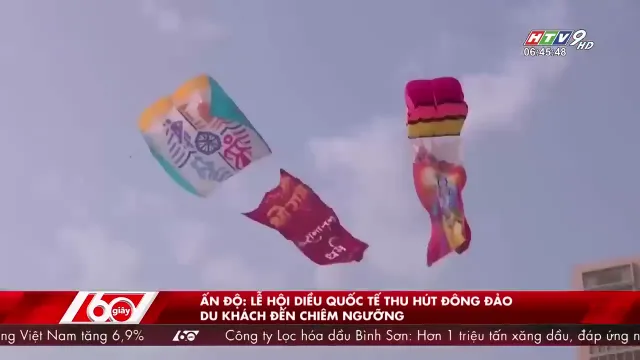 HTV9 HD
06:45:48
60 giây
ẤN ĐỘ: LỄ HỘI DIỀU QUỐC TẾ THU HÚT ĐÔNG ĐẢO
DU KHÁCH ĐẾN CHIÊM NGƯỠNG
ng Việt Nam tăng 6,9% 60 Công ty Lọc hóa dầu Bình Sơn: Hơn 1 triệu tấn xăng dầu, đáp ứng n